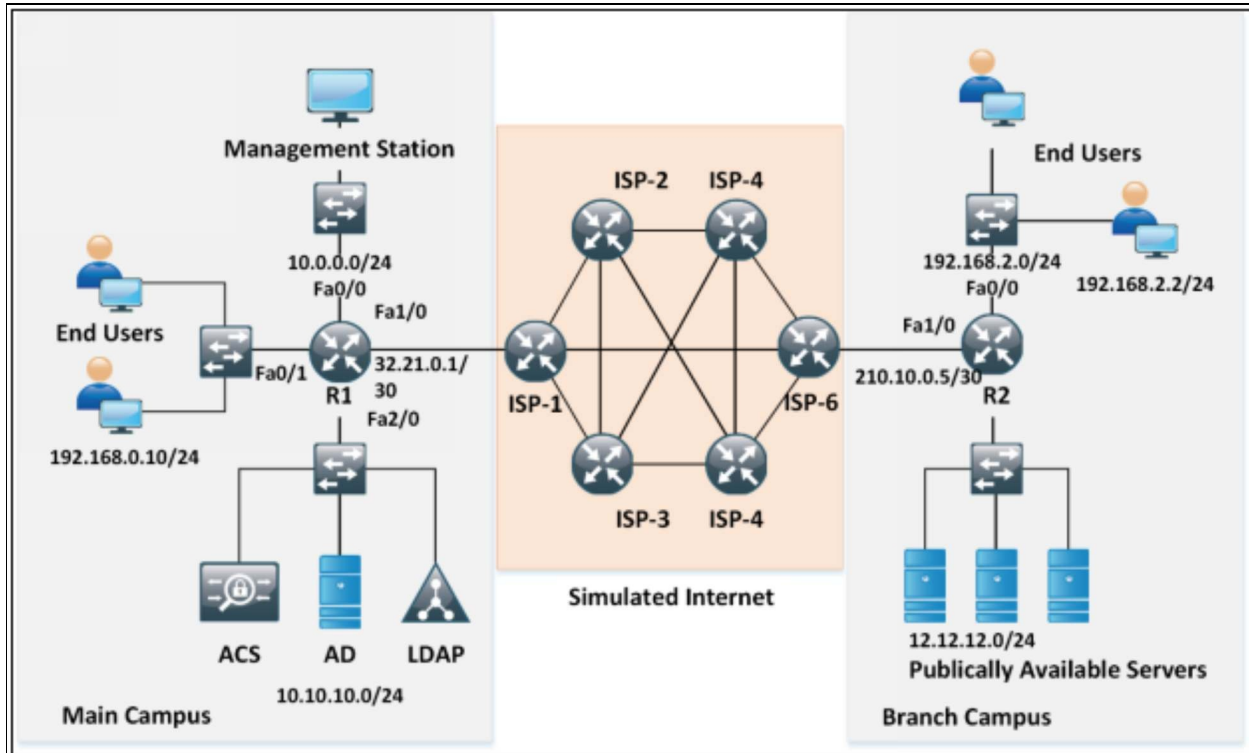 Management Station
10.0.0.0/24
Fa0/0
Fa1/0
End Users
Fa0/1
R1
32.21.0.1/
30
Fa2/0
192.168.0.10/24
ACS
AD
LDAP
10.10.10.0/24
Main Campus
ISP-2
ISP-4
ISP-1
ISP-6
ISP-3
ISP-4
Simulated Internet
End Users
192.168.2.0/24
Fa0/0
192.168.2.2/24
Fa1/0
210.10.0.5/30
R2
12.12.12.0/24
Publically Available Servers
Branch Campus